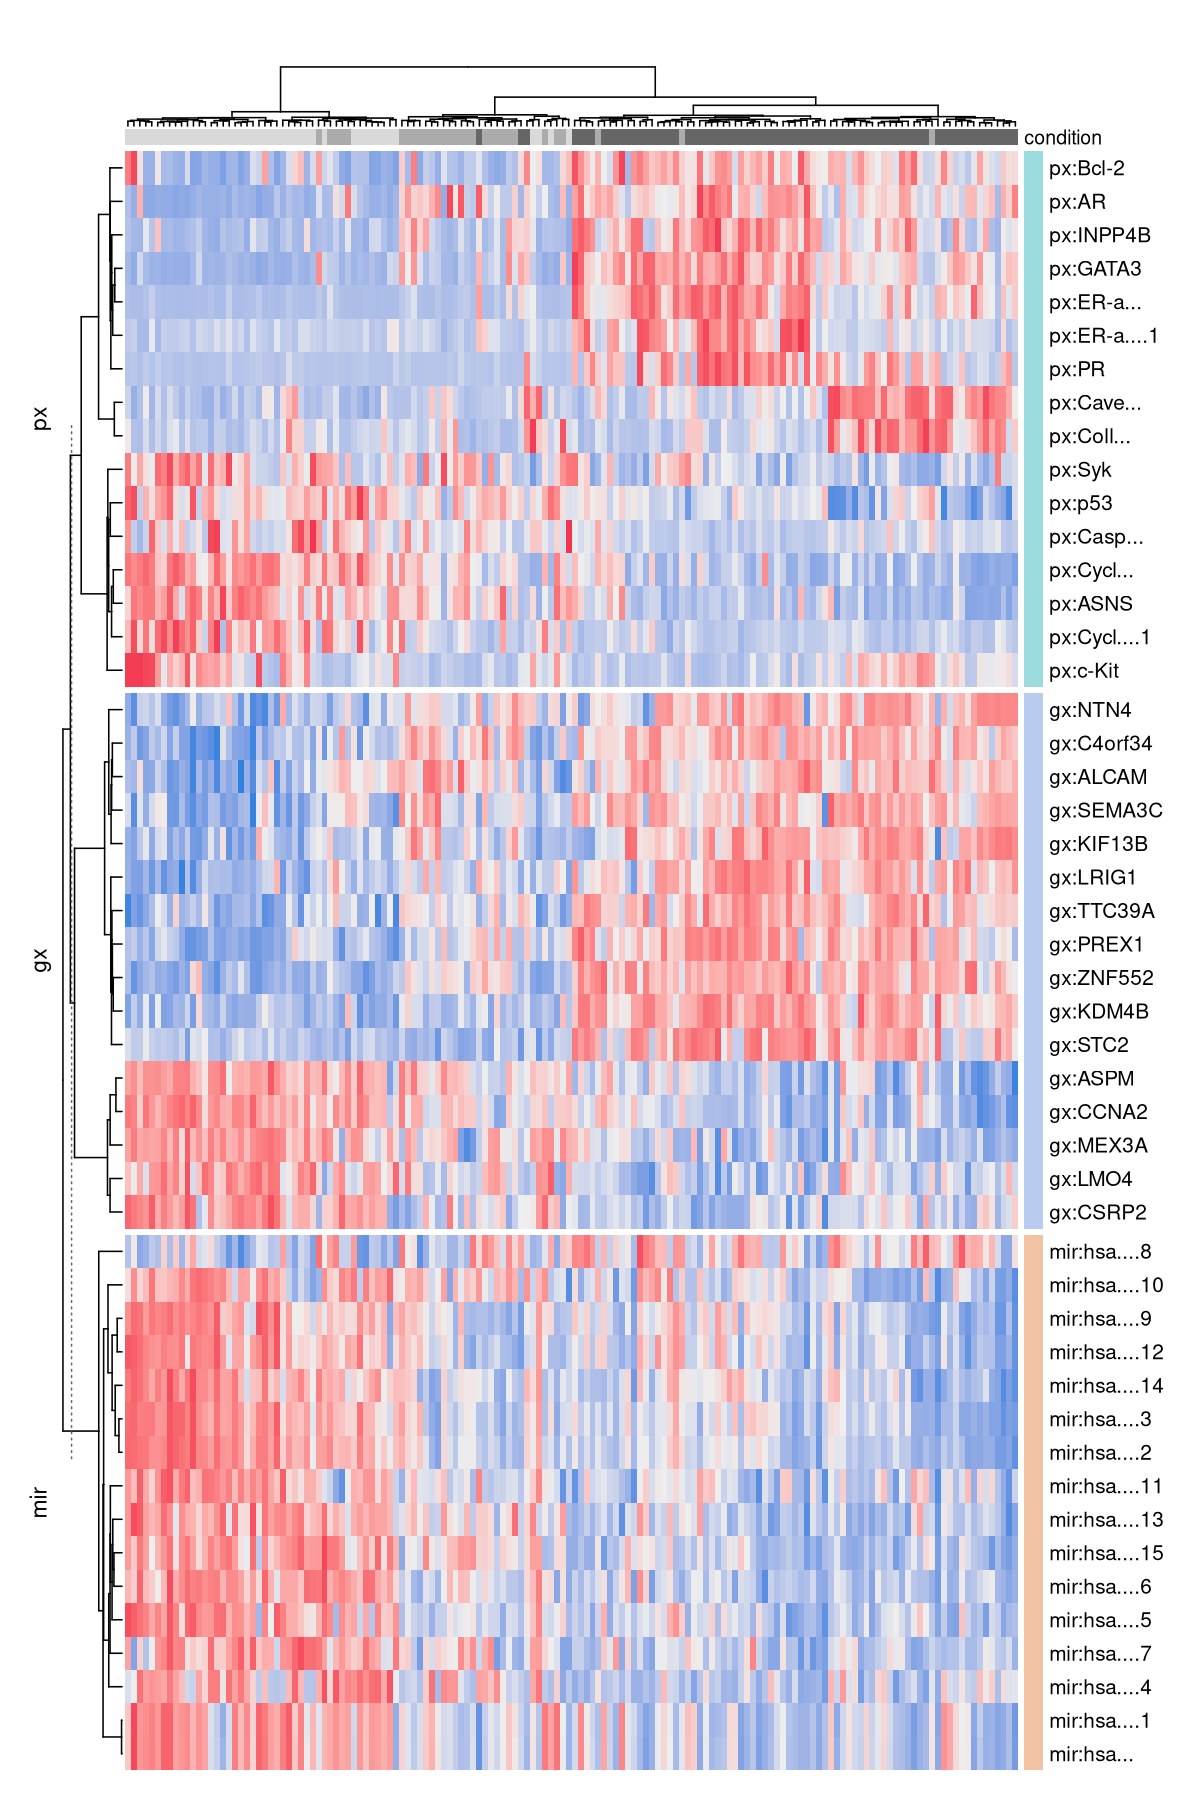 condition
px
px:Bcl-2
px:AR
px:INPP4B
px:GATA3
px:ER-a...
px:ER-a....1
px:PR
px:Cave...
px:Coll...
px:Syk
px:p53
px:Casp...
px:Cycl...
px:ASNS
px:Cycl....1
px:c-Kit
gx
gx:NTN4
gx:C4orf34
gx:ALCAM
gx:SEMA3C
gx:KIF13B
gx:LRIG1
gx:TTC39A
gx:PREX1
gx:ZNF552
gx:KDM4B
gx:STC2
gx:ASPM
gx:CCNA2
gx:MEX3A
gx:LMO4
gx:CSRP2
mir
mir:hsa....8
mir:hsa....10
mir:hsa....9
mir:hsa....12
mir:hsa....14
mir:hsa....3
mir:hsa....2
mir:hsa....11
mir:hsa....13
mir:hsa....15
mir:hsa....6
mir:hsa....5
mir:hsa....7
mir:hsa....4
mir:hsa....1
mir:hsa...